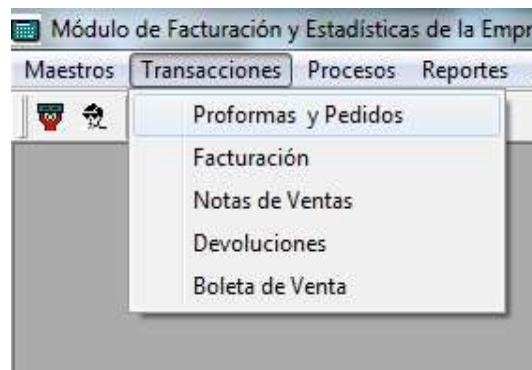 Módulo de Facturación y Estadísticas de la Empr
Maestros Transacciones Procesos Reportes
Proformas y Pedidos
Facturación
Notas de Ventas
Devoluciones
Boleta de Venta